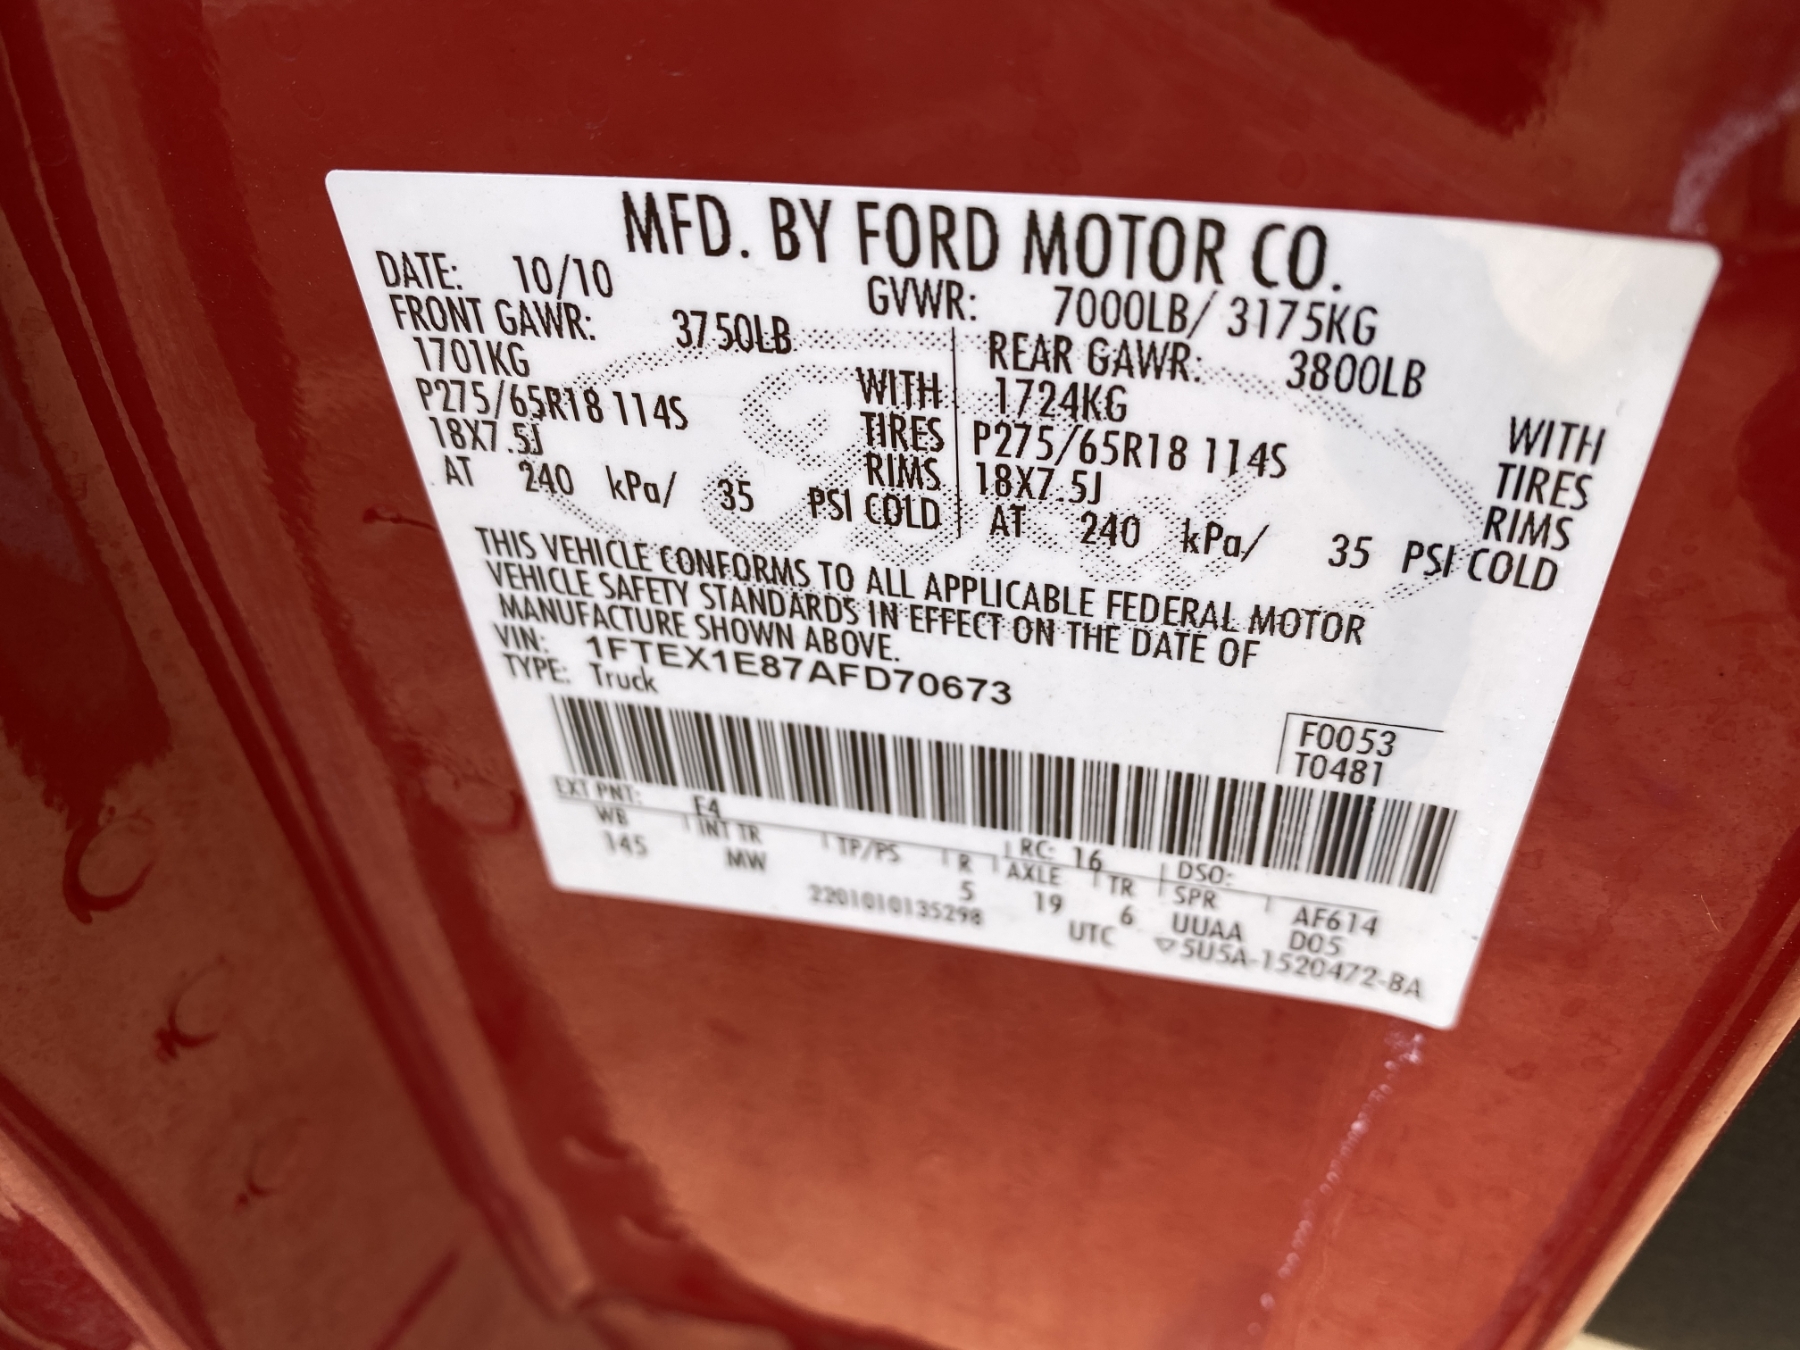 MFD. BY FORD MOTOR CO.
DATE: 10/10 GVWR: 7000LB/ 3175KG
FRONT GAWR: 3750LB REAR GAWR: 3800LB
1701KG WITH 1724KG WITH
P275/65R18 114S TIRES P275/65R18 114S TIRES
18X7.5J RIMS 18X7.5J RIMS
AT 240 kPa/ 35 PSI COLD AT 240 kPa/ 35 PSI COLD
THIS VEHICLE CONFORMS TO ALL APPLICABLE FEDERAL MOTOR
VEHICLE SAFETY STANDARDS IN EFFECT ON THE DATE OF
MANUFACTURE SHOWN ABOVE.
VIN: 1FTEX1E87AFD70673
TYPE: Truck
F0053
T0481
EXT PNT: E4 RC: 16 DSO:
WB INT TR TP/PS R AXLE TR SPR AF614
145 MW 5 19 6 UUAA D05
2201010135298 UTC ▽5U5A-1520472-BA